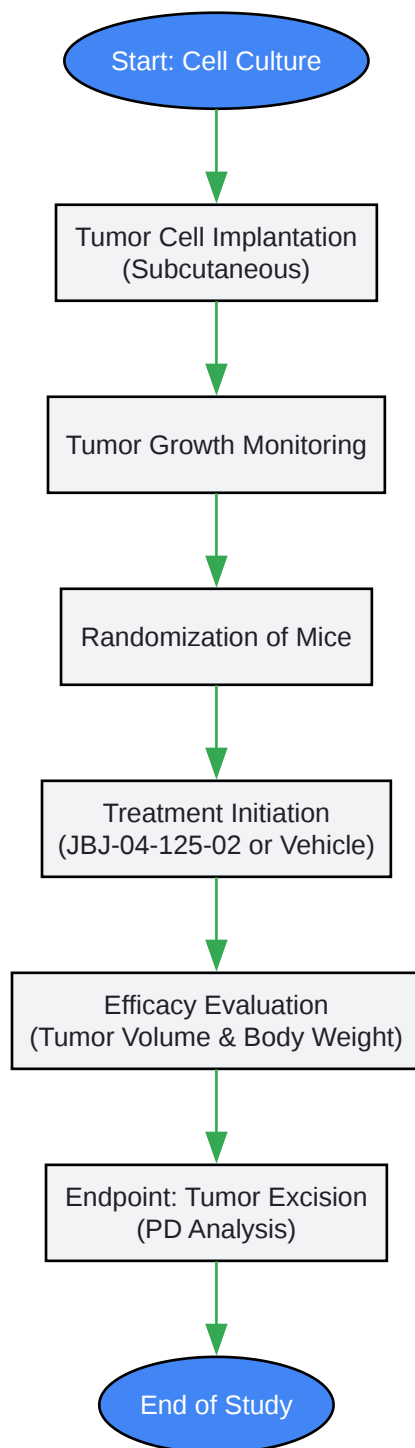 Start: Cell Culture
Tumor Cell Implantation
(Subcutaneous)
Tumor Growth Monitoring
Randomization of Mice
Treatment Initiation
(JBJ-04-125-02 or Vehicle)
Efficacy Evaluation
(Tumor Volume & Body Weight)
Endpoint: Tumor Excision
(PD Analysis)
End of Study